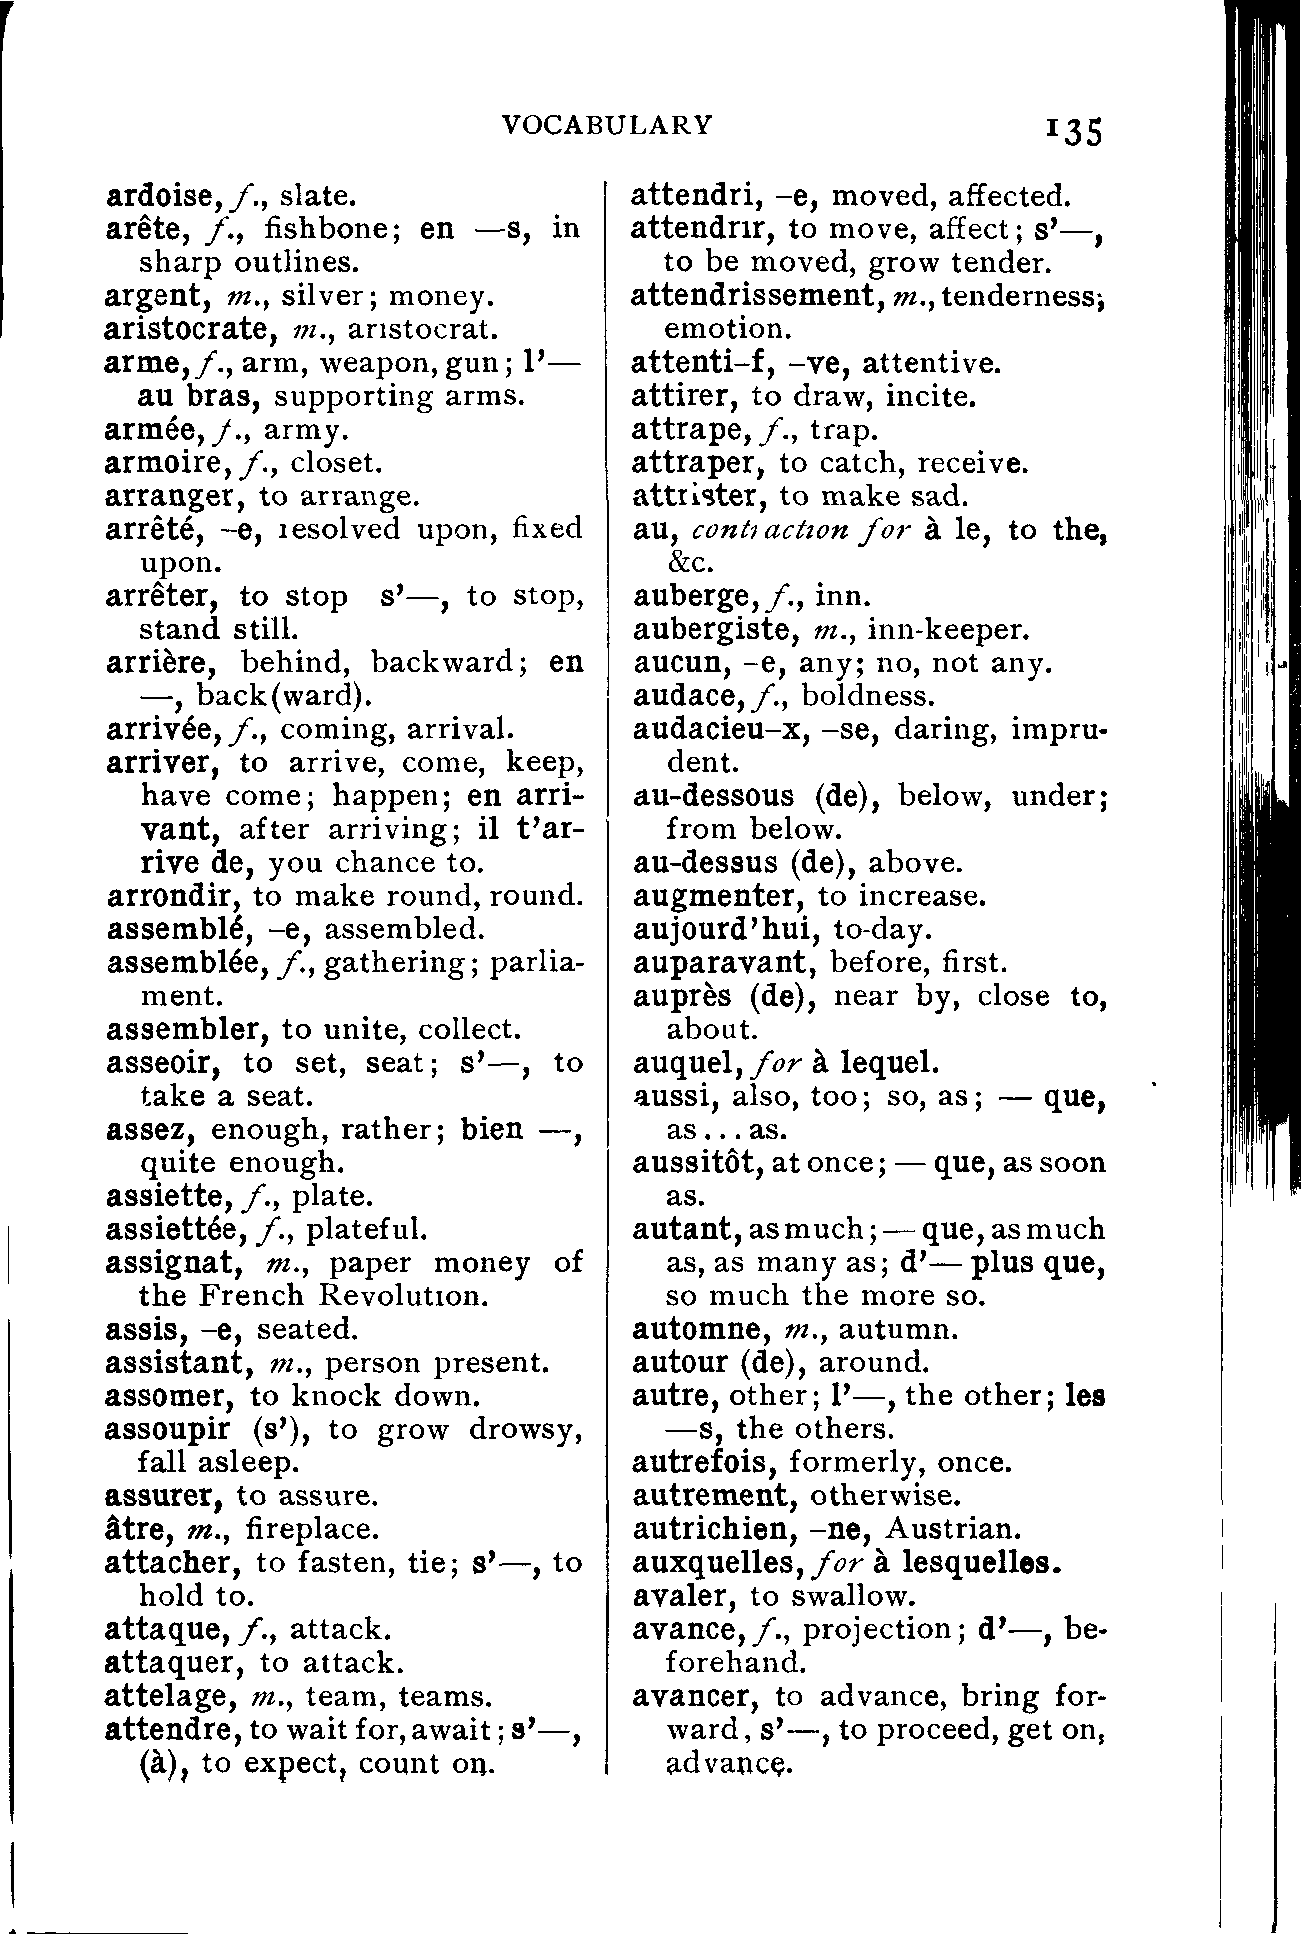 VOCABULARY 135
ardoise, f., slate.
arête, f., fishbone; en —s, in
sharp outlines.
argent, m., silver; money.
aristocrate, m., aristocrat.
arme, f., arm, weapon, gun; l'—
au bras, supporting arms.
armée, f., army.
armoire, f., closet.
arranger, to arrange.
arrêté, –e, resolved upon, fixed
upon.
arrêter, to stop s'—, to stop,
stand still.
arrière, behind, backward; en
—, back(ward).
arrivée, f., coming, arrival.
arriver, to arrive, come, keep,
have come; happen; en arri-
vant, after arriving; il t'ar-
rive de, you chance to.
arrondir, to make round, round.
assemblé, –e, assembled.
assemblée, f., gathering; parlia-
ment.
assembler, to unite, collect.
asseoir, to set, seat; s'—, to
take a seat.
assez, enough, rather; bien —,
quite enough.
assiette, f., plate.
assiettée, f., plateful.
assignat, m., paper money of
the French Revolution.
assis, –e, seated.
assistant, m., person present.
assomer, to knock down.
assoupir (s'), to grow drowsy,
fall asleep.
assurer, to assure.
âtre, m., fireplace.
attacher, to fasten, tie; s'—, to
hold to.
attaque, f., attack.
attaquer, to attack.
attelage, m., team, teams.
attendre, to wait for, await; s'—,
(à), to expect, count on.
attendri, –e, moved, affected.
attendrir, to move, affect; s'—,
to be moved, grow tender.
attendrissement, m., tenderness;
emotion.
attenti–f, –ve, attentive.
attirer, to draw, incite.
attrape, f., trap.
attraper, to catch, receive.
attrister, to make sad.
au, contraction for à le, to the,
&c.
auberge, f., inn.
aubergiste, m., inn-keeper.
aucun, –e, any; no, not any.
audace, f., boldness.
audacieu–x, –se, daring, impru-
dent.
au-dessous (de), below, under;
from below.
au-dessus (de), above.
augmenter, to increase.
aujourd'hui, to-day.
auparavant, before, first.
auprès (de), near by, close to,
about.
auquel, for à lequel.
aussi, also, too; so, as; — que,
as...as.
aussitôt, at once; — que, as soon
as.
autant, as much; — que, as much
as, as many as; d'— plus que,
so much the more so.
automne, m., autumn.
autour (de), around.
autre, other; l'—, the other; les
—s, the others.
autrefois, formerly, once.
autrement, otherwise.
autrichien, –ne, Austrian.
auxquelles, for à lesquelles.
avaler, to swallow.
avance, f., projection; d'—, be-
forehand.
avancer, to advance, bring for-
ward, s'—, to proceed, get on,
advance.